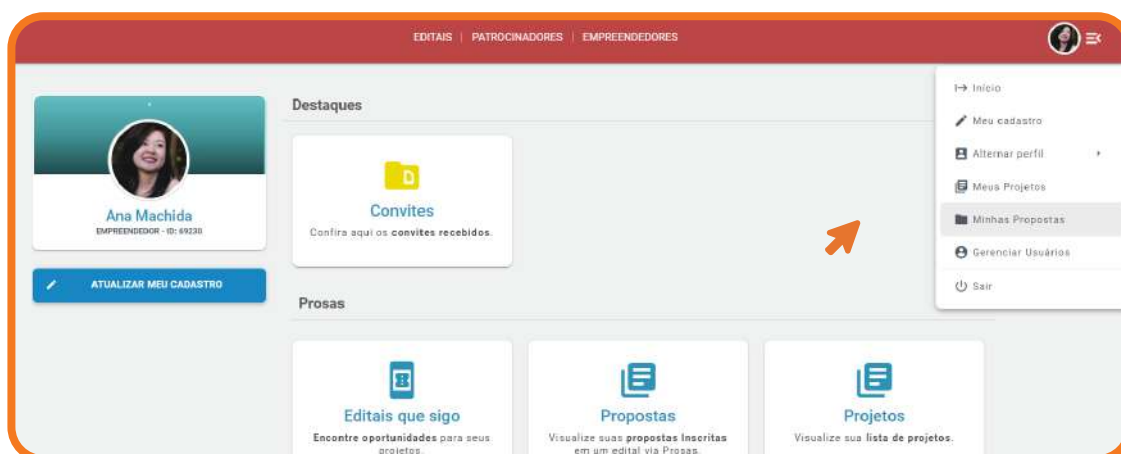 EDITAIS | PATROCINADORES | EMPREENDEDORES
Início
Meu cadastro
Alternar perfil
Meus Projetos
Minhas Propostas
Gerenciar Usuários
Sair
Ana Machida
EMPREENDEDOR - ID: 69230
ATUALIZAR MEU CADASTRO
Destaques
Convites
Confira aqui os convites recebidos.
Prosas
Editais que sigo
Encontre oportunidades para seus
projetos.
Propostas
Visualize suas propostas Inscritas
em um edital via Prosas.
Projetos
Visualize sua lista de projetos.